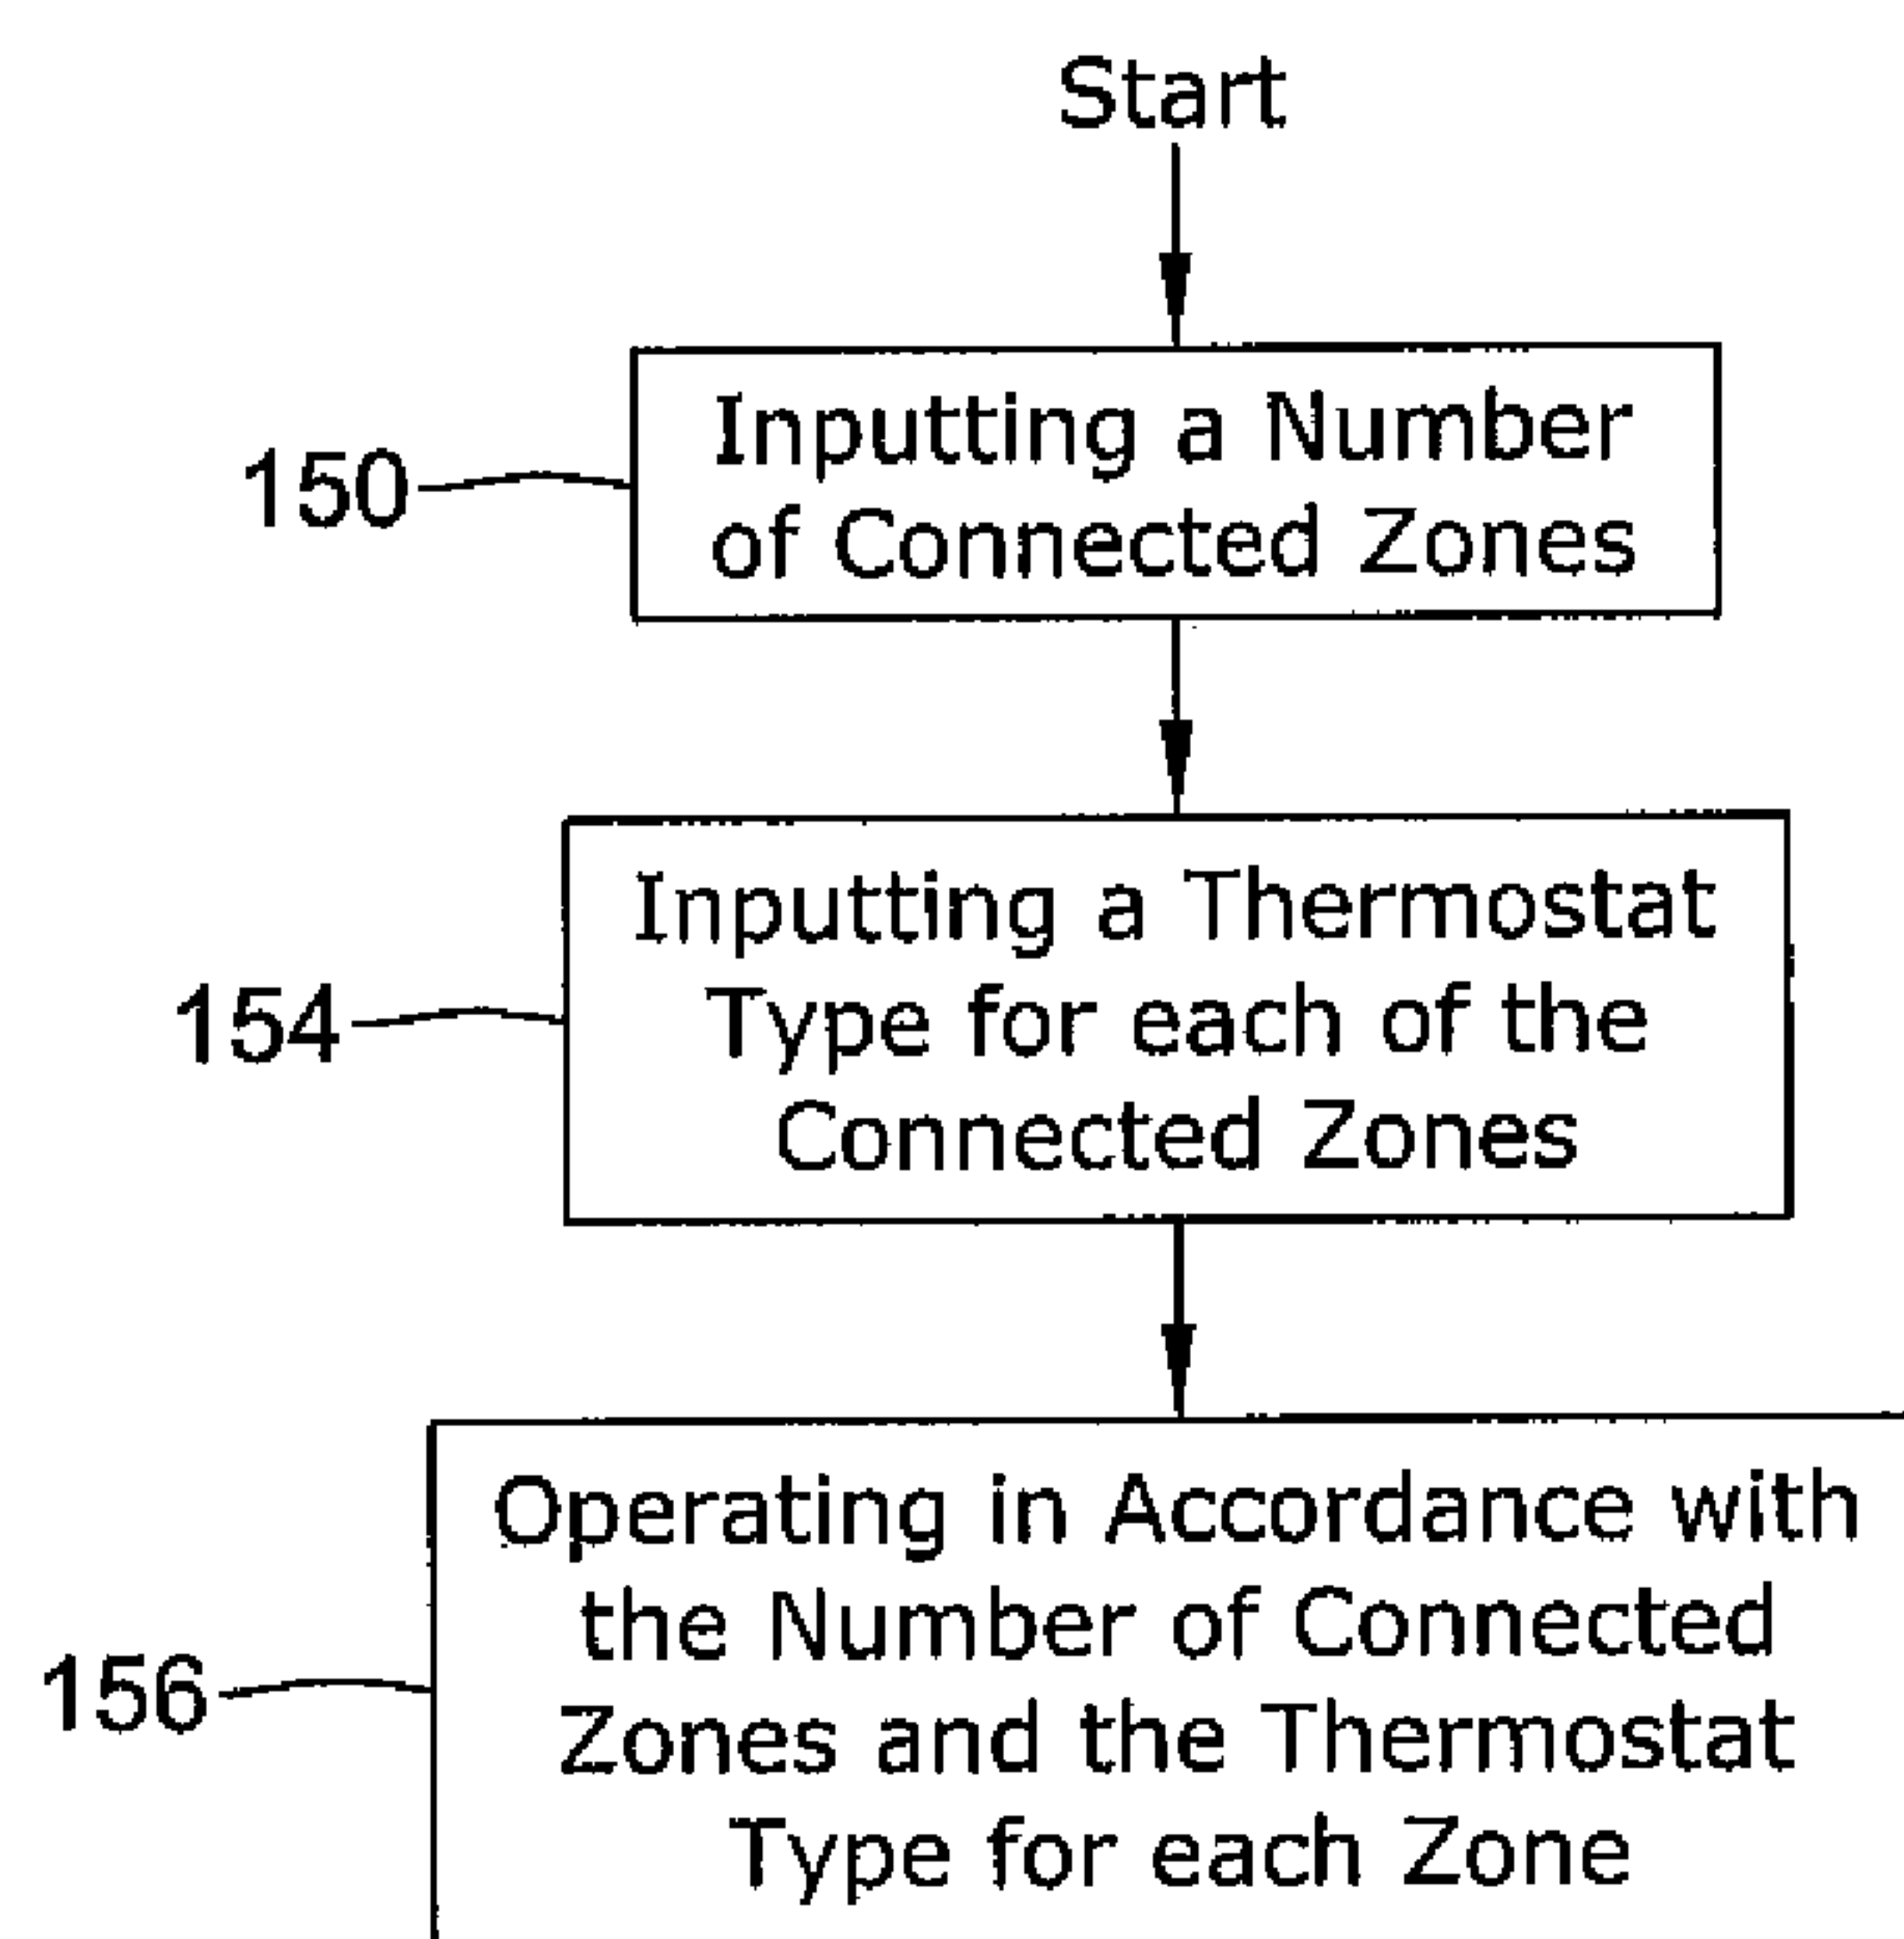 Start
150
Inputting a Number
of Connected Zones
154
Inputting a Thermostat
Type for each of the
Connected Zones
156
Operating in Accordance with
the Number of Connected
Zones and the Thermostat
Type for each Zone